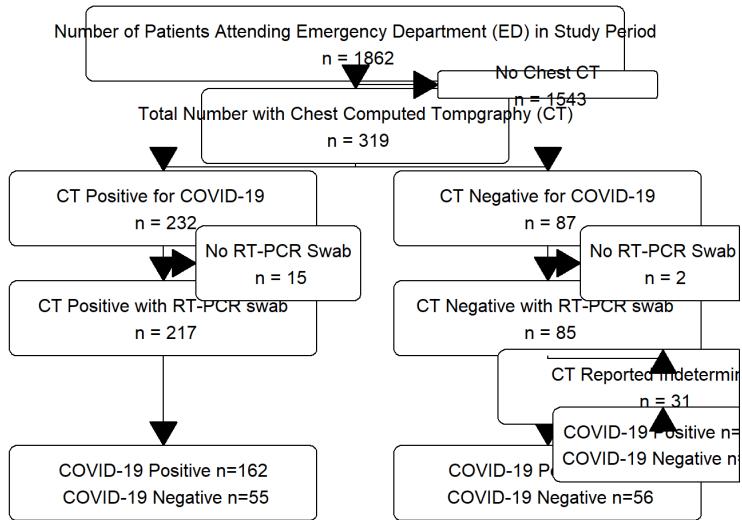 Number of Patients Attending Emergency Department (ED) in Study Period
n = 1862
No Chest CT
n = 1543
Total Number with Chest Computed Tompgraphy (CT)
n = 319
CT Positive for COVID-19
n = 232
CT Negative for COVID-19
n = 87
No RT-PCR Swab
n = 15
No RT-PCR Swab
n = 2
CT Positive with RT-PCR swab
n = 217
CT Negative with RT-PCR swab
n = 85
CT Reported
n = 31
COVID-19 Positive n=
COVID-19 Negative n=
COVID-19 Positive n=162
COVID-19 Negative n=55
COVID-19
COVID-19 Negative n=56